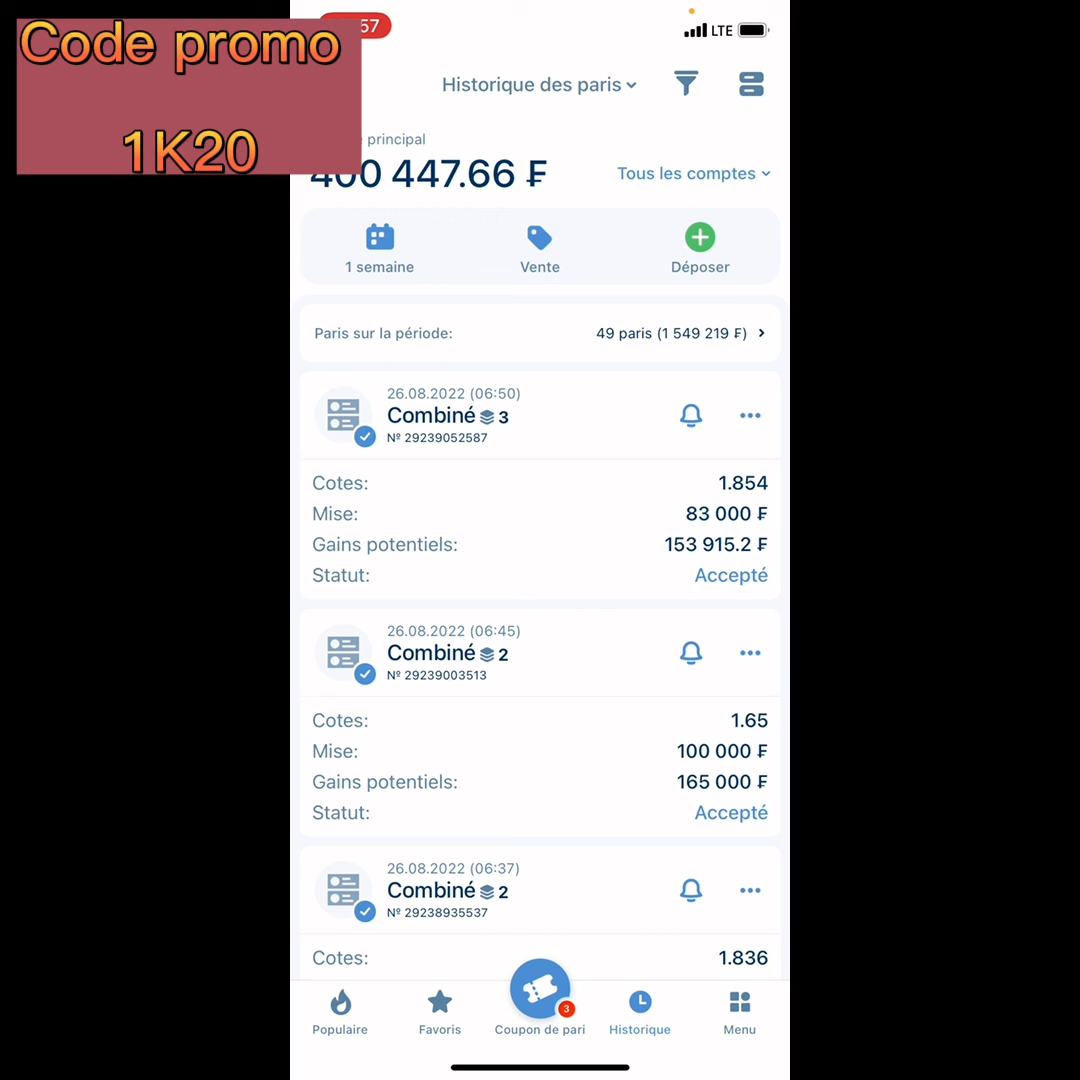 Code promo
1K20
57
LTE
Historique des paris
principal
400 447.66 ₣
Tous les comptes
1 semaine
Vente
Déposer
Paris sur la période:
49 paris (1 549 219 ₣)
26.08.2022 (06:50)
Combiné 3
Nº 29239052587
Cotes:
1.854
Mise:
83 000 ₣
Gains potentiels:
153 915.2 ₣
Statut:
Accepté
26.08.2022 (06:45)
Combiné 2
Nº 29239003513
Cotes:
1.65
Mise:
100 000 ₣
Gains potentiels:
165 000 ₣
Statut:
Accepté
26.08.2022 (06:37)
Combiné 2
Nº 29238935537
Cotes:
1.836
3
Populaire
Favoris
Coupon de pari
Historique
Menu